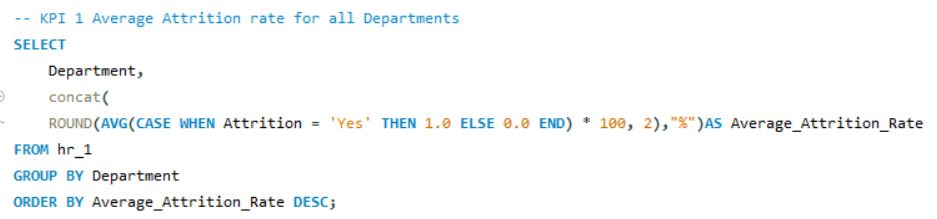 -- KPI 1 Average Attrition rate for all Departments
SELECT
Department,
concat(
ROUND(AVG(CASE WHEN Attrition = 'Yes' THEN 1.0 ELSE 0.0 END) * 100, 2),"%")AS Average_Attrition_Rate
FROM hr_1
GROUP BY Department
ORDER BY Average_Attrition_Rate DESC;